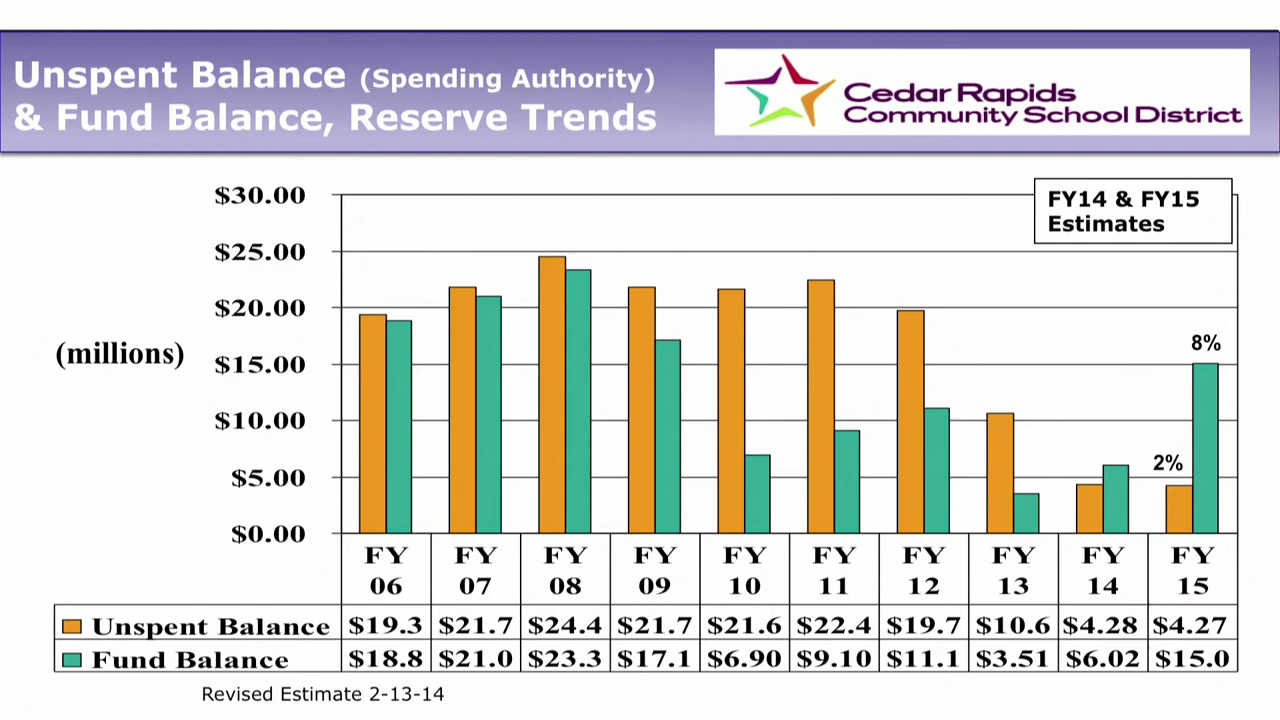 Unspent Balance (Spending Authority)
& Fund Balance, Reserve Trends
Cedar Rapids
Community School District
FY14 & FY15
Estimates
(millions)
$30.00
$25.00
$20.00
$15.00
$10.00
$5.00
$0.00
8%
2%
FY 06 FY 07 FY 08 FY 09 FY 10 FY 11 FY 12 FY 13 FY 14 FY 15
Unspent Balance $19.3 $21.7 $24.4 $21.7 $21.6 $22.4 $19.7 $10.6 $4.28 $4.27
Fund Balance $18.8 $21.0 $23.3 $17.1 $6.90 $9.10 $11.1 $3.51 $6.02 $15.0
Revised Estimate 2-13-14